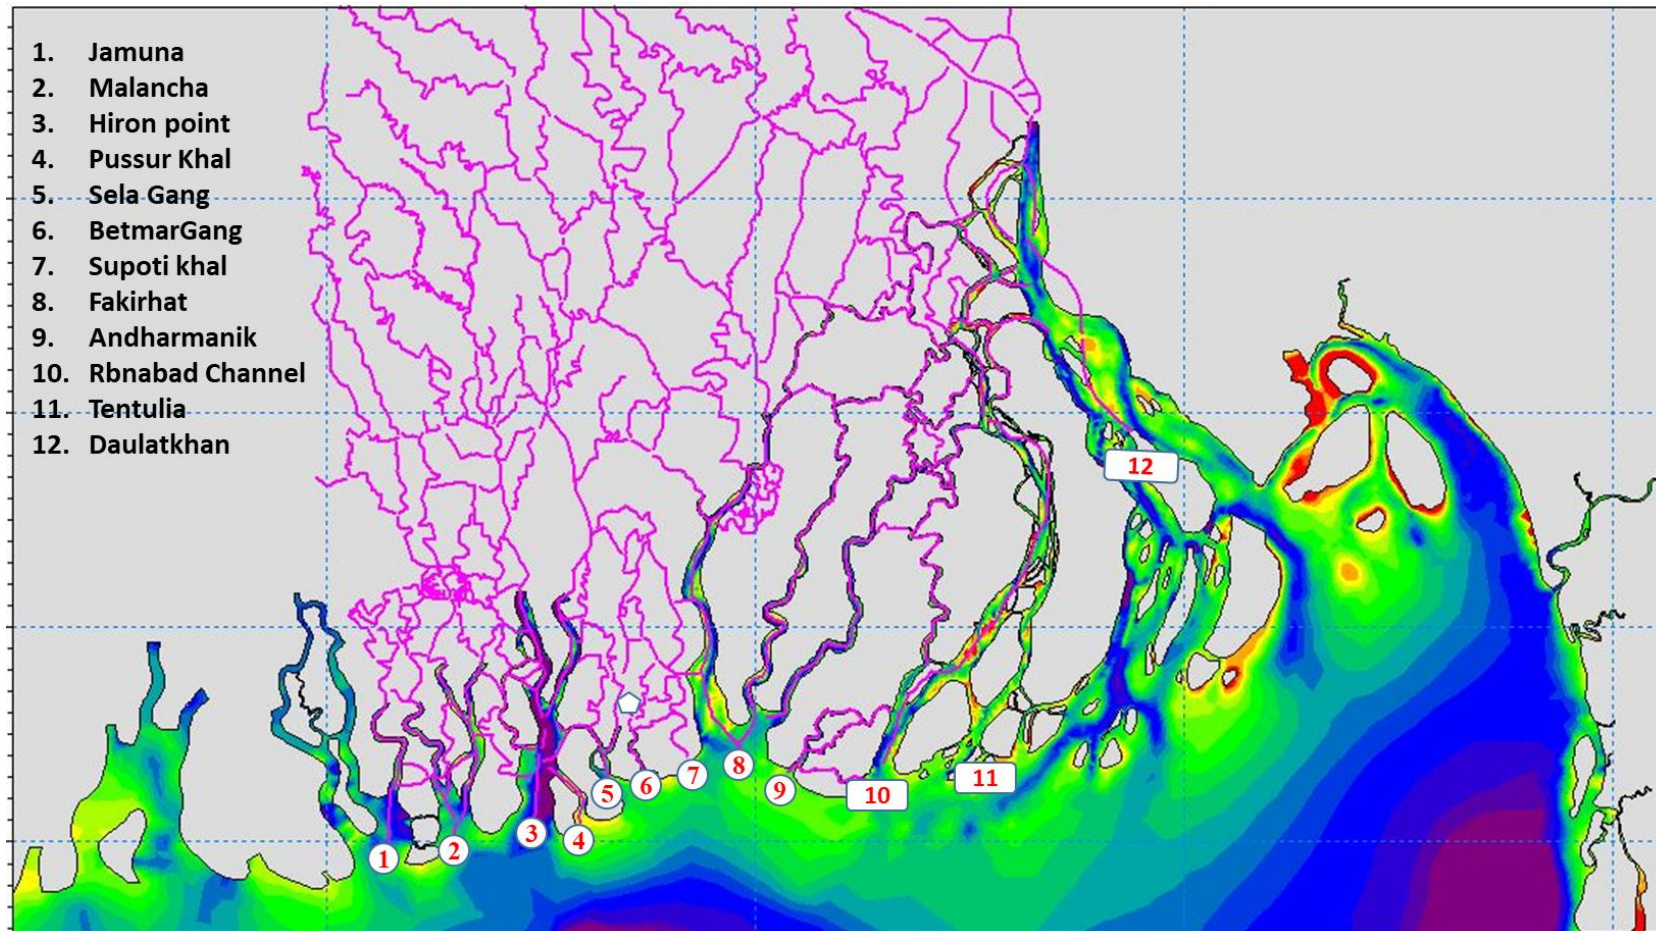 1. Jamuna
2. Malancha
3. Hiron point
4. Pussur Khal
5. Sela Gang
6. BetmarGang
7. Supoti khal
8. Fakirhat
9. Andharmanik
10. Rbnabad Channel
11. Tentulia
12. Daulatkhan
12
1
2
3
4
5
6
7
8
9
10
11